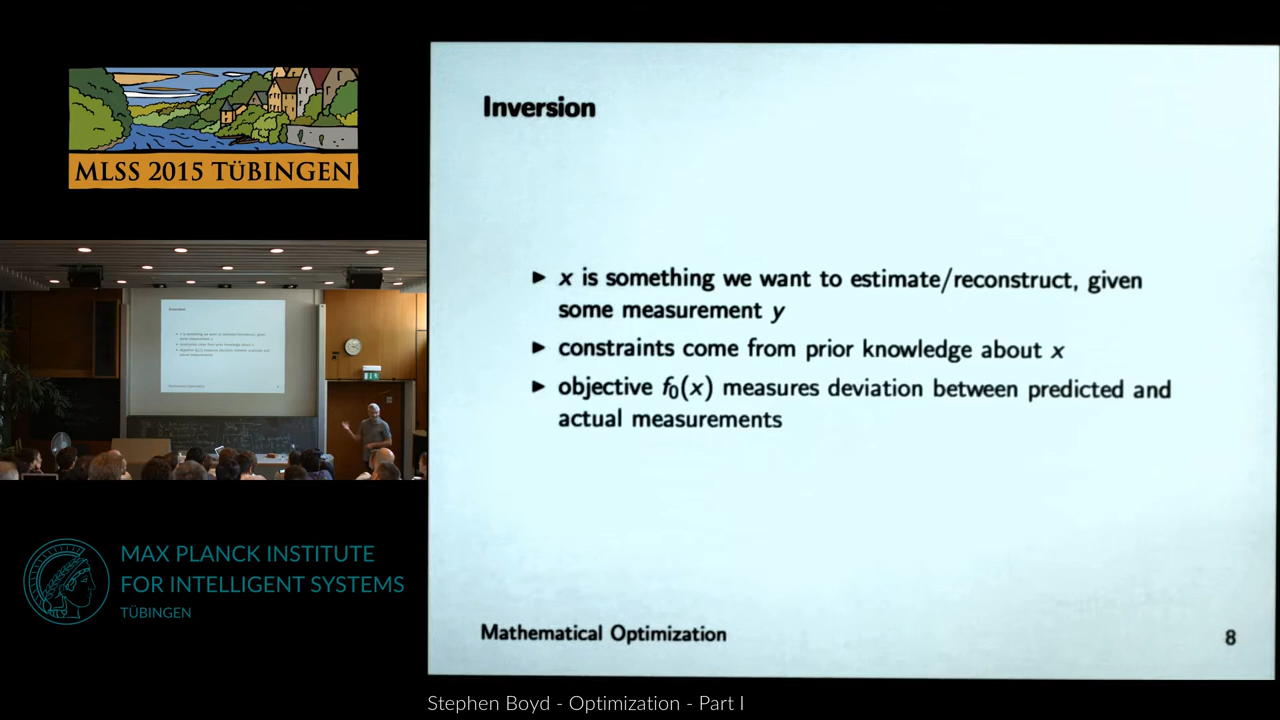 MLSS 2015 TÜBINGEN
Inversion
► x is something we want to estimate/reconstruct, given
some measurement y
► constraints come from prior knowledge about x
► objective f₀(x) measures deviation between predicted and
actual measurements
Mathematical Optimization
8
MAX PLANCK INSTITUTE
FOR INTELLIGENT SYSTEMS
TÜBINGEN
Stephen Boyd - Optimization - Part I